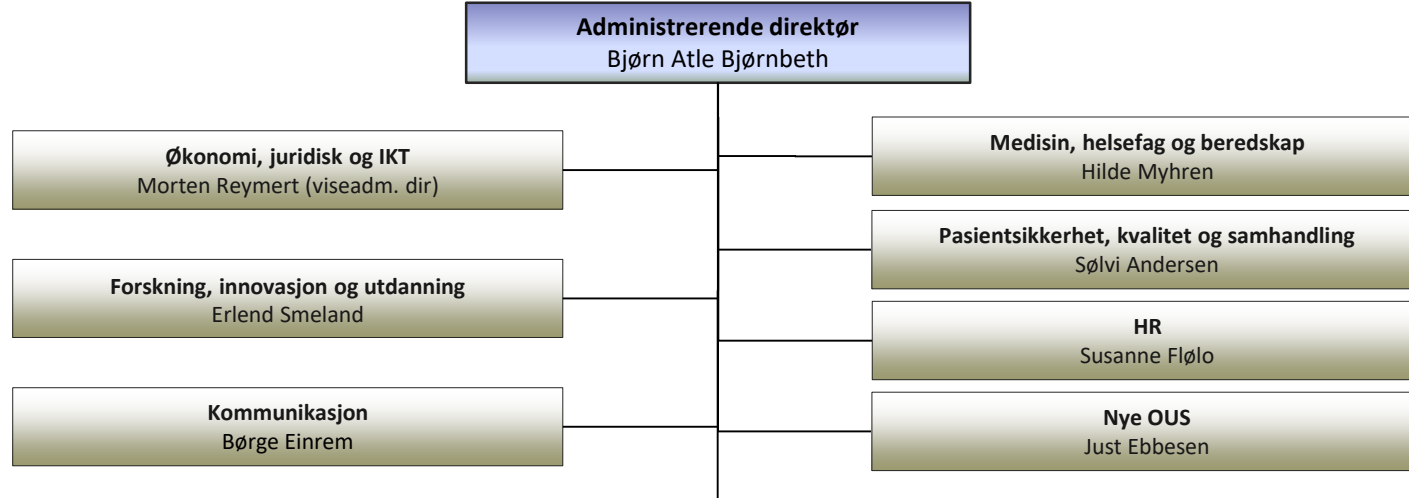 Administrerende direktør
Bjørn Atle Bjørnbeth
Økonomi, juridisk og IKT
Morten Reymert (viseadm. dir)
Forskning, innovasjon og utdanning
Erlend Smeland
Kommunikasjon
Børge Einrem
Medisin, helsefag og beredskap
Hilde Myhren
Pasientsikkerhet, kvalitet og samhandling
Sølvi Andersen
HR
Susanne Flølo
Nye OUS
Just Ebbesen